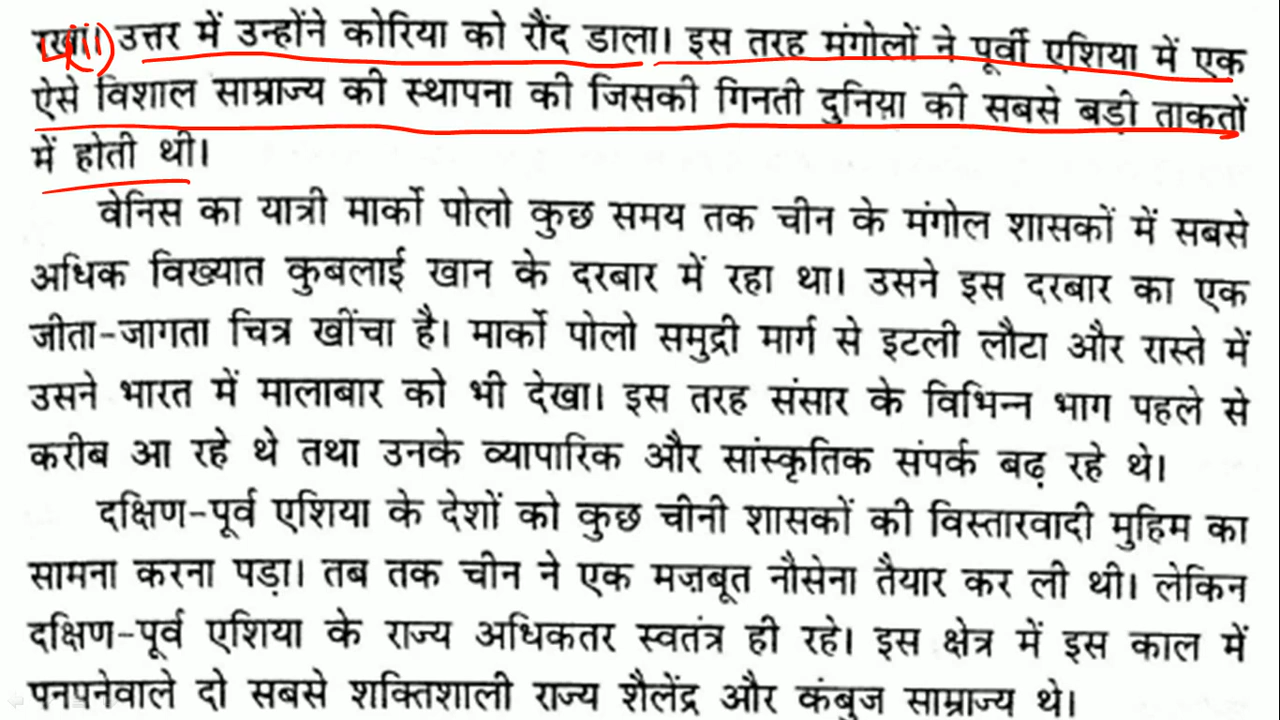 रखा। 4(ii) उत्तर में उन्होंने कोरिया को रौंद डाला। इस तरह मंगोलों ने पूर्वी एशिया में एक
ऐसे विशाल साम्राज्य की स्थापना की जिसकी गिनती दुनिया की सबसे बड़ी ताकतों
में होती थी।
वेनिस का यात्री मार्को पोलो कुछ समय तक चीन के मंगोल शासकों में सबसे
अधिक विख्यात कुबलाई खान के दरबार में रहा था। उसने इस दरबार का एक
जीता-जागता चित्र खींचा है। मार्को पोलो समुद्री मार्ग से इटली लौटा और रास्ते में
उसने भारत में मालाबार को भी देखा। इस तरह संसार के विभिन्न भाग पहले से
करीब आ रहे थे तथा उनके व्यापारिक और सांस्कृतिक संपर्क बढ़ रहे थे।
दक्षिण-पूर्व एशिया के देशों को कुछ चीनी शासकों की विस्तारवादी मुहिम का
सामना करना पड़ा। तब तक चीन ने एक मज़बूत नौसेना तैयार कर ली थी। लेकिन
दक्षिण-पूर्व एशिया के राज्य अधिकतर स्वतंत्र ही रहे। इस क्षेत्र में इस काल में
पनपनेवाले दो सबसे शक्तिशाली राज्य शैलेंद्र और कंबुज साम्राज्य थे।